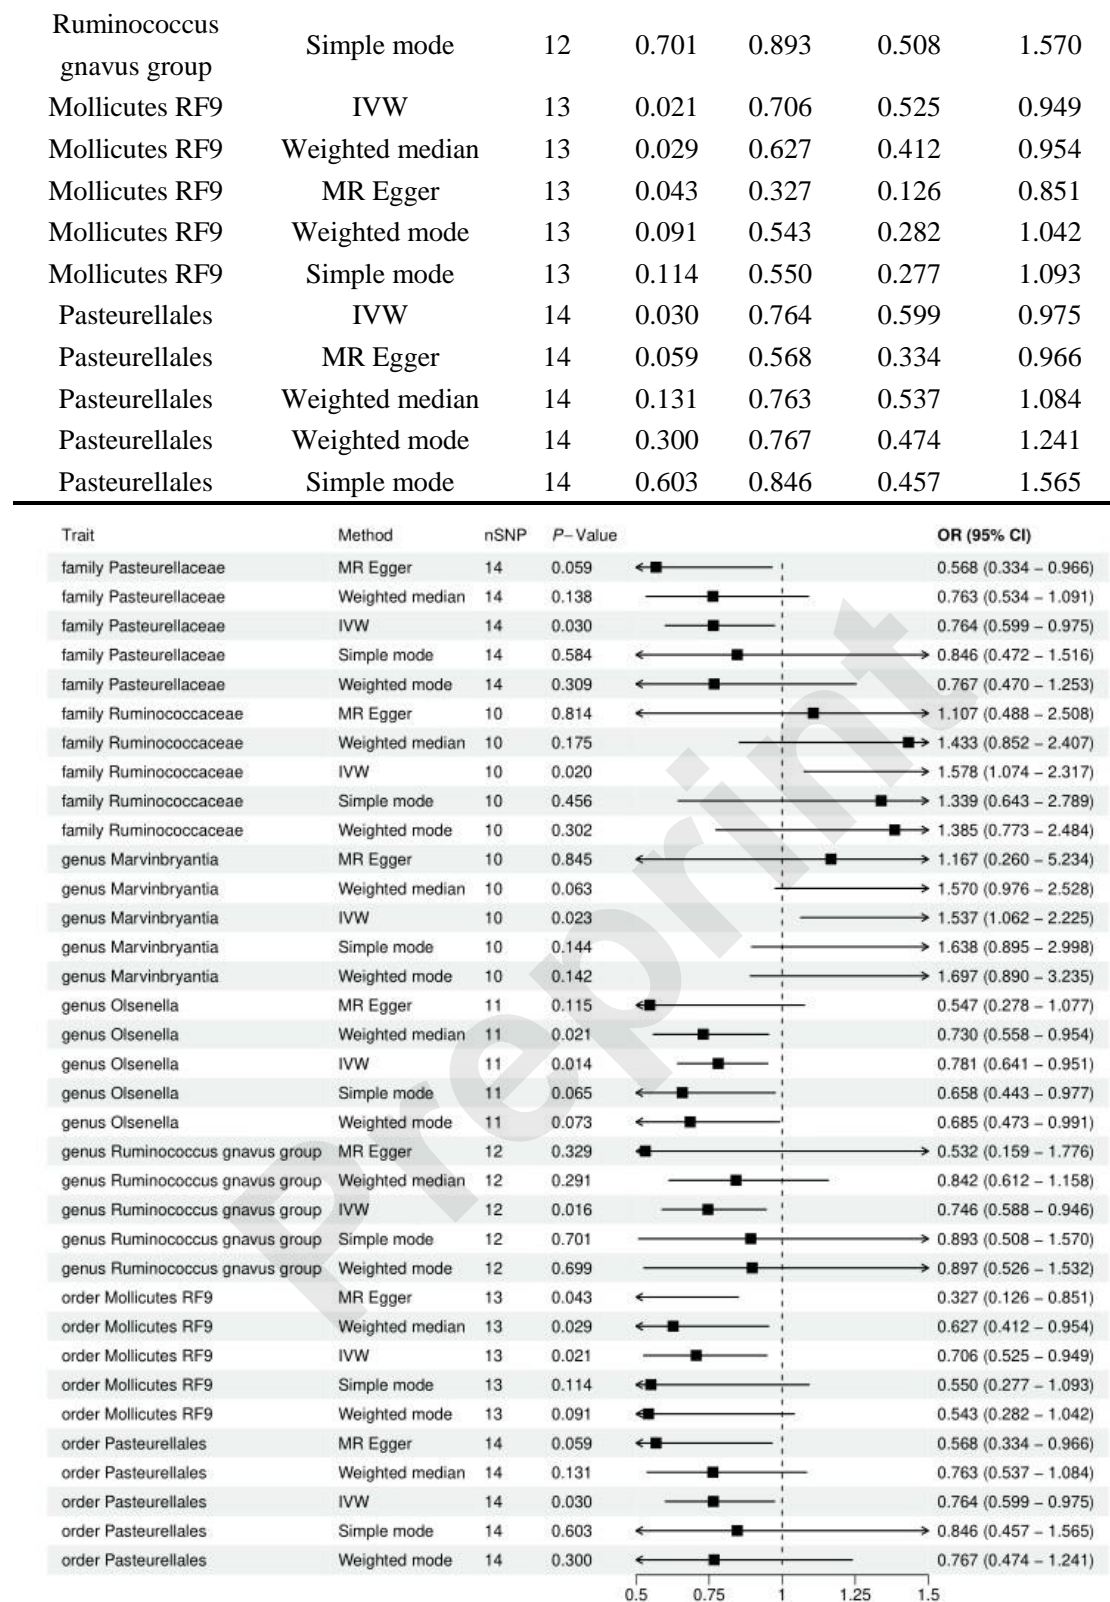 Ruminococcus
gnavus group Simple mode 12 0.701 0.893 0.508 1.570
Mollicutes RF9 IVW 13 0.021 0.706 0.525 0.949
Mollicutes RF9 Weighted median 13 0.029 0.627 0.412 0.954
Mollicutes RF9 MR Egger 13 0.043 0.327 0.126 0.851
Mollicutes RF9 Weighted mode 13 0.091 0.543 0.282 1.042
Mollicutes RF9 Simple mode 13 0.114 0.550 0.277 1.093
Pasteurellales IVW 14 0.030 0.764 0.599 0.975
Pasteurellales MR Egger 14 0.059 0.568 0.334 0.966
Pasteurellales Weighted median 14 0.131 0.763 0.537 1.084
Pasteurellales Weighted mode 14 0.300 0.767 0.474 1.241
Pasteurellales Simple mode 14 0.603 0.846 0.457 1.565
Trait Method nSNP P-Value OR (95% CI)
family Pasteurellaceae MR Egger 14 0.059 0.568 (0.334 – 0.966)
family Pasteurellaceae Weighted median 14 0.138 0.763 (0.534 – 1.091)
family Pasteurellaceae IVW 14 0.030 0.764 (0.599 – 0.975)
family Pasteurellaceae Simple mode 14 0.584 0.846 (0.472 – 1.516)
family Pasteurellaceae Weighted mode 14 0.309 0.767 (0.470 – 1.253)
family Ruminococcaceae MR Egger 10 0.814 1.107 (0.488 – 2.508)
family Ruminococcaceae Weighted median 10 0.175 1.433 (0.852 – 2.407)
family Ruminococcaceae IVW 10 0.020 1.578 (1.074 – 2.317)
family Ruminococcaceae Simple mode 10 0.456 1.339 (0.643 – 2.789)
family Ruminococcaceae Weighted mode 10 0.302 1.385 (0.773 – 2.484)
genus Marvinbryantia MR Egger 10 0.845 1.167 (0.260 – 5.234)
genus Marvinbryantia Weighted median 10 0.063 1.570 (0.976 – 2.528)
genus Marvinbryantia IVW 10 0.023 1.537 (1.062 – 2.225)
genus Marvinbryantia Simple mode 10 0.144 1.638 (0.895 – 2.998)
genus Marvinbryantia Weighted mode 10 0.142 1.697 (0.890 – 3.235)
genus Olsenella MR Egger 11 0.115 0.547 (0.278 – 1.077)
genus Olsenella Weighted median 11 0.021 0.730 (0.558 – 0.954)
genus Olsenella IVW 11 0.014 0.781 (0.641 – 0.951)
genus Olsenella Simple mode 11 0.065 0.658 (0.443 – 0.977)
genus Olsenella Weighted mode 11 0.073 0.685 (0.473 – 0.991)
genus Ruminococcus gnavus group MR Egger 12 0.329 0.532 (0.159 – 1.776)
genus Ruminococcus gnavus group Weighted median 12 0.291 0.842 (0.612 – 1.158)
genus Ruminococcus gnavus group IVW 12 0.016 0.746 (0.588 – 0.946)
genus Ruminococcus gnavus group Simple mode 12 0.701 0.893 (0.508 – 1.570)
genus Ruminococcus gnavus group Weighted mode 12 0.699 0.897 (0.526 – 1.532)
order Mollicutes RF9 MR Egger 13 0.043 0.327 (0.126 – 0.851)
order Mollicutes RF9 Weighted median 13 0.029 0.627 (0.412 – 0.954)
order Mollicutes RF9 IVW 13 0.021 0.706 (0.525 – 0.949)
order Mollicutes RF9 Simple mode 13 0.114 0.550 (0.277 – 1.093)
order Mollicutes RF9 Weighted mode 13 0.091 0.543 (0.282 – 1.042)
order Pasteurellales MR Egger 14 0.059 0.568 (0.334 – 0.966)
order Pasteurellales Weighted median 14 0.131 0.763 (0.537 – 1.084)
order Pasteurellales IVW 14 0.030 0.764 (0.599 – 0.975)
order Pasteurellales Simple mode 14 0.603 0.846 (0.457 – 1.565)
order Pasteurellales Weighted mode 14 0.300 0.767 (0.474 – 1.241)
0.5 0.75 1 1.25 1.5
Preprint